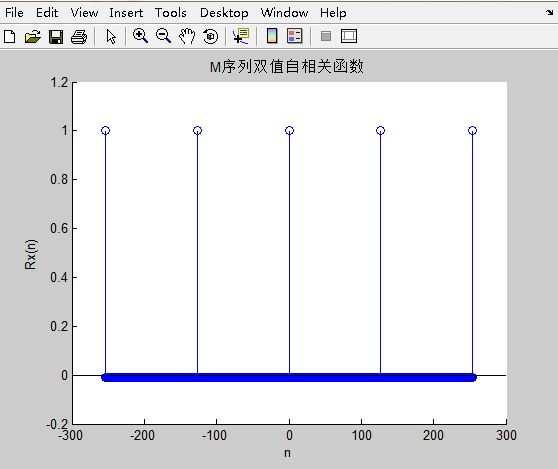 File Edit View Insert Tools Desktop Window Help
M序列双值自相关函数
1.2
1
0.8
0.6
0.4
0.2
0
-0.2
Rx(n)
-300 -200 -100 0 100 200 300
n